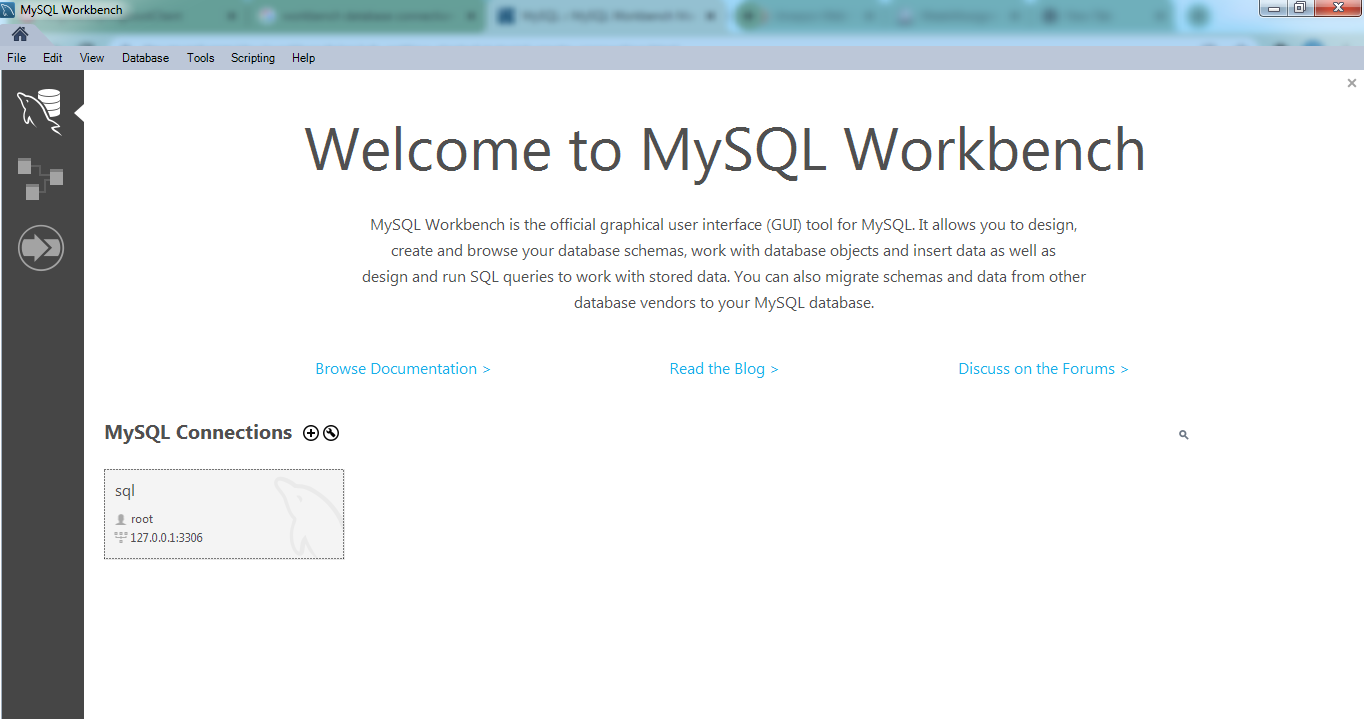 MySQL Workbench
File Edit View Database Tools Scripting Help
Welcome to MySQL Workbench
MySQL Workbench is the official graphical user interface (GUI) tool for MySQL. It allows you to design,
create and browse your database schemas, work with database objects and insert data as well as
design and run SQL queries to work with stored data. You can also migrate schemas and data from other
database vendors to your MySQL database.
Browse Documentation > Read the Blog > Discuss on the Forums >
MySQL Connections
sql
root
127.0.0.1:3306